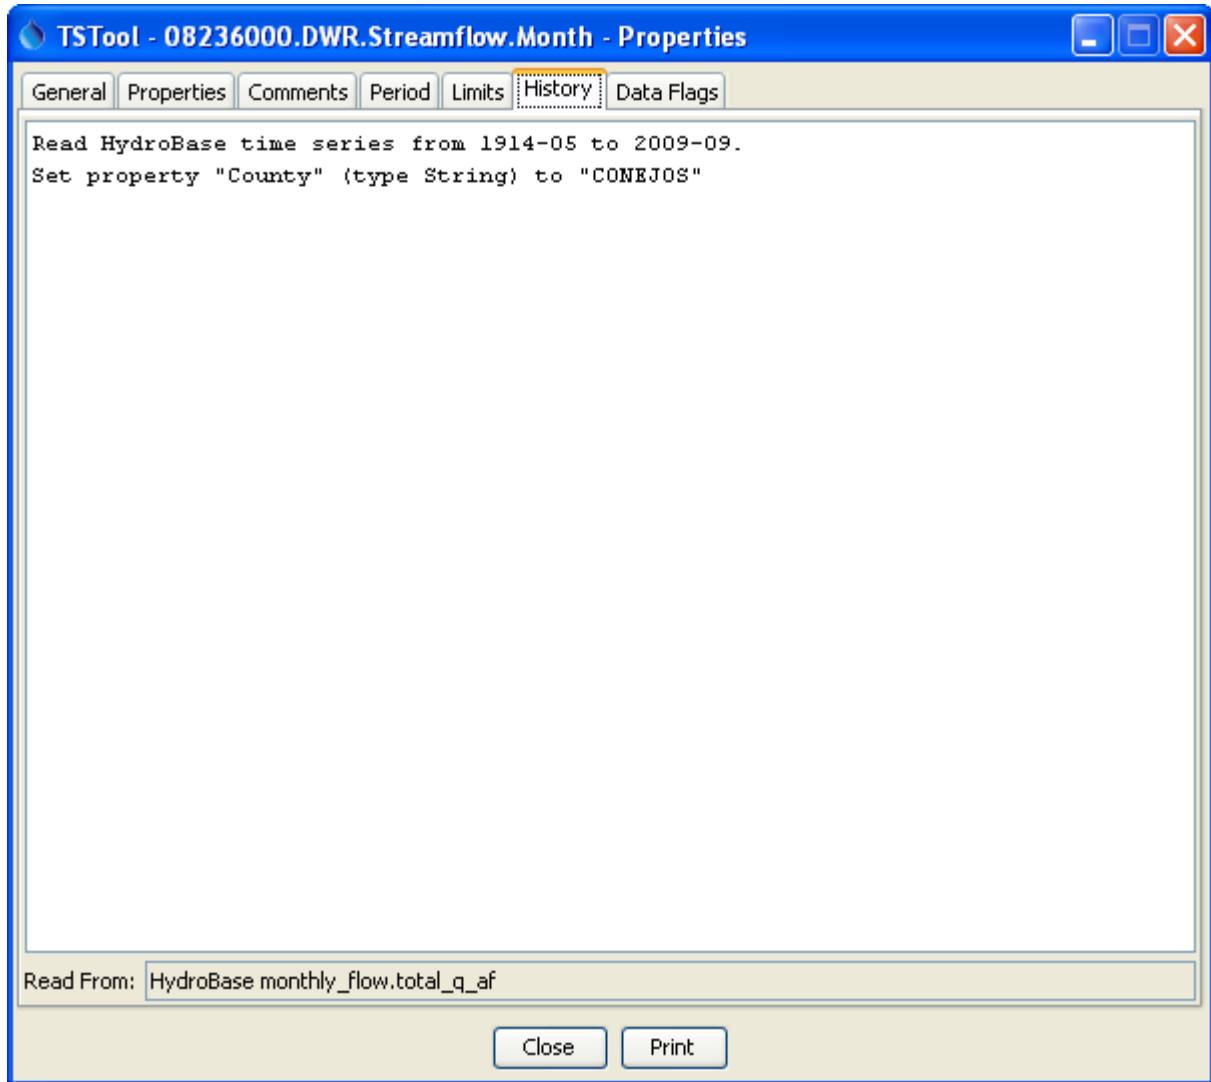 TSTool - 08236000.DWR.Streamflow.Month - Properties
General Properties Comments Period Limits History Data Flags
Read HydroBase time series from 1914-05 to 2009-09.
Set property "County" (type String) to "CONEJOS"
Read From: HydroBase monthly_flow.total_q_af
Close Print